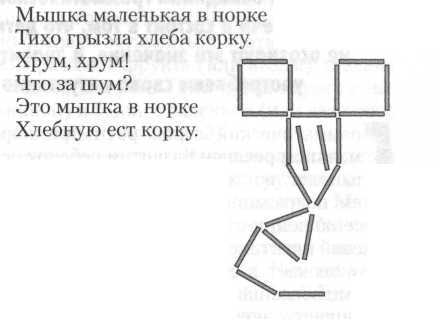 Мышка маленькая в норке
Тихо грызла хлеба корку.
Хрум, хрум!
Что за шум?
Это мышка в норке
Хлебную ест корку.